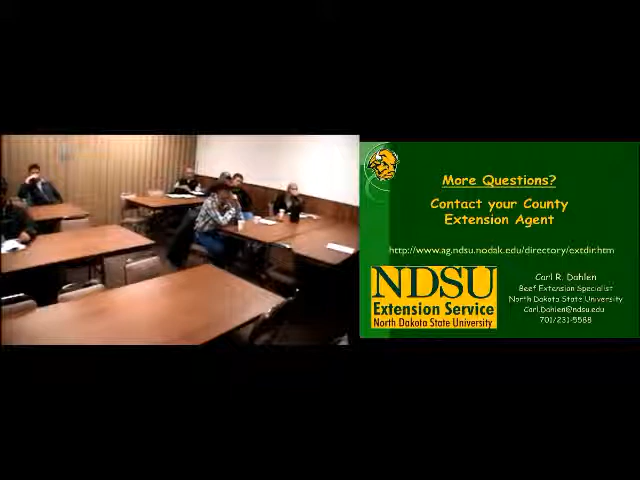 More Questions?
Contact your County
Extension Agent
http://www.ag.ndsu.nodak.edu/directory/extdir.htm
NDSU
Extension Service
North Dakota State University
Carl R. Dahlen
Beef Extension Specialist
North Dakota State University
Carl.Dahlen@ndsu.edu
701/231-5588